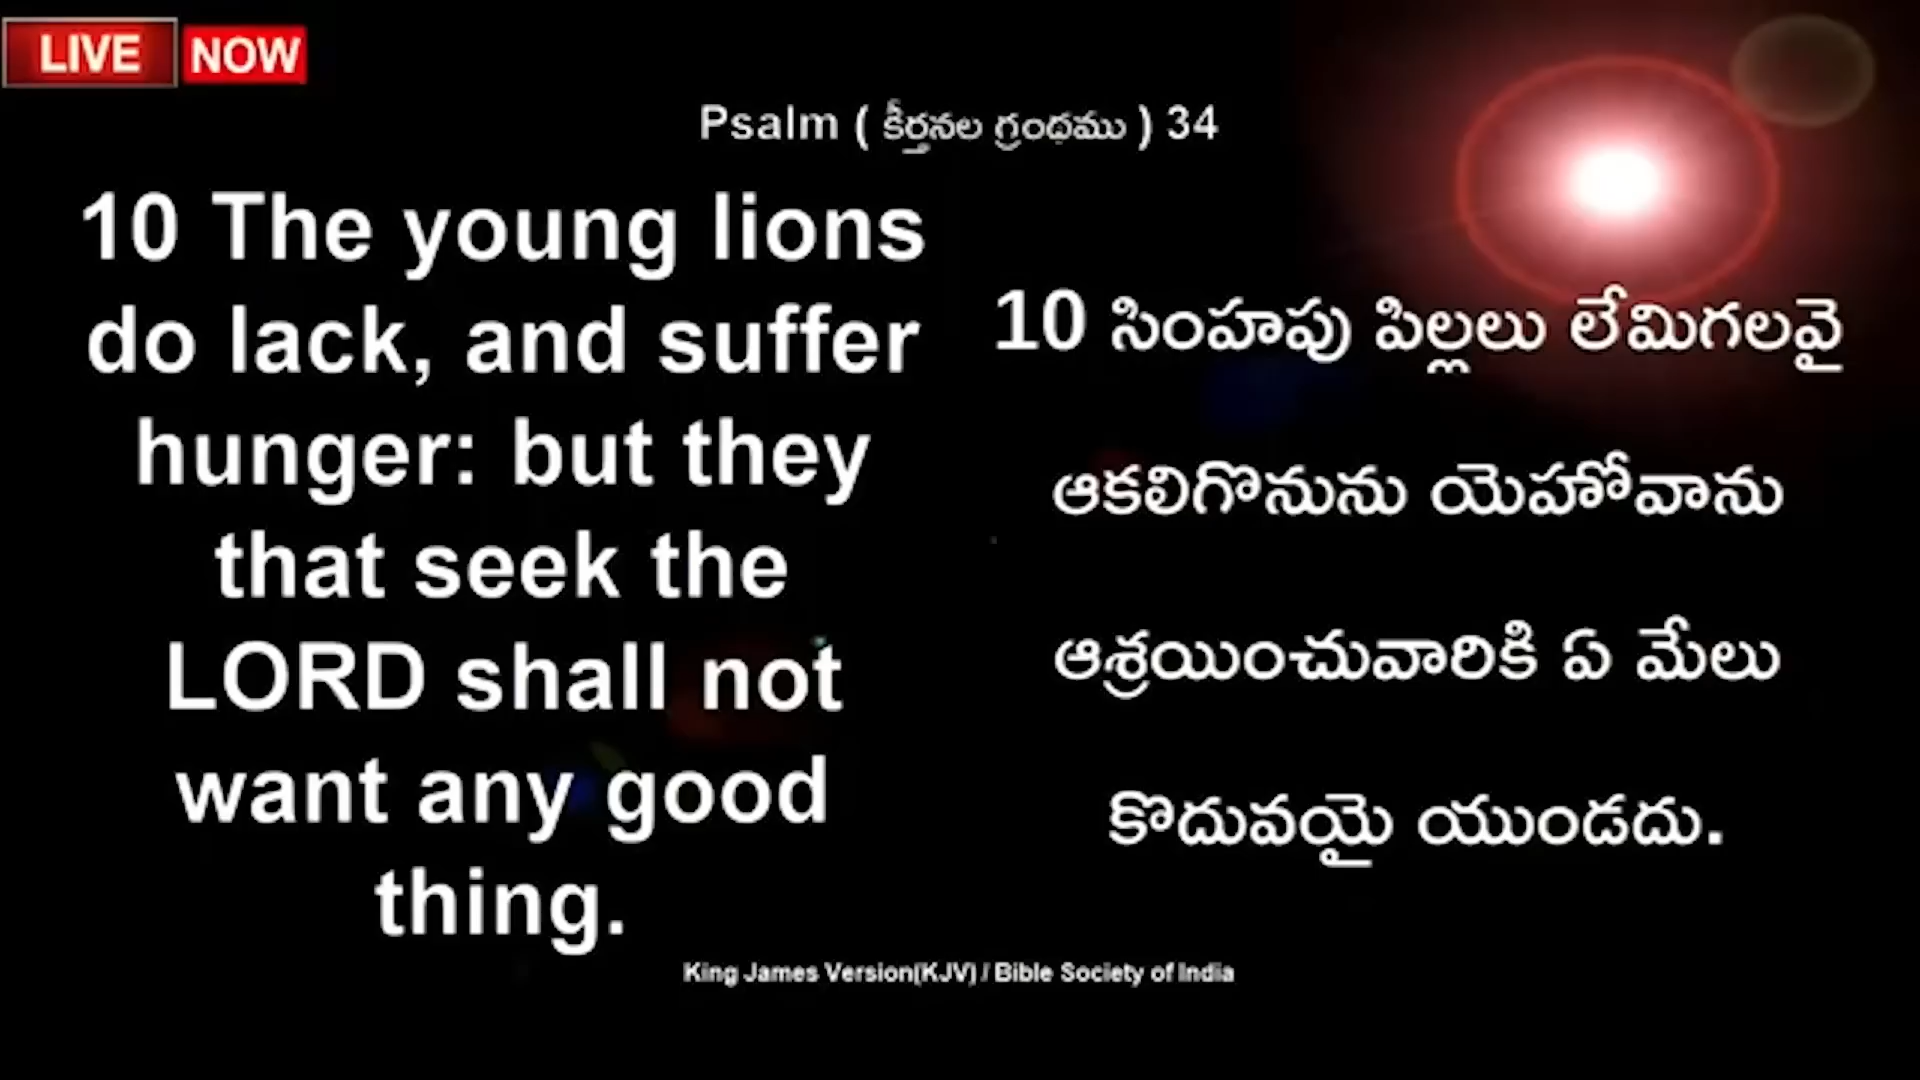 LIVE NOW
Psalm ( కీర్తనల గ్రంథము ) 34
10 The young lions
do lack, and suffer
hunger: but they
that seek the
LORD shall not
want any good
thing.
10 సింహపు పిల్లలు లేమిగలవై
ఆకలిగొనును యెహోవాను
ఆశ్రయించువారికి ఏ మేలు
కొదువయై యుండదు.
King James Version(KJV) / Bible Society of India